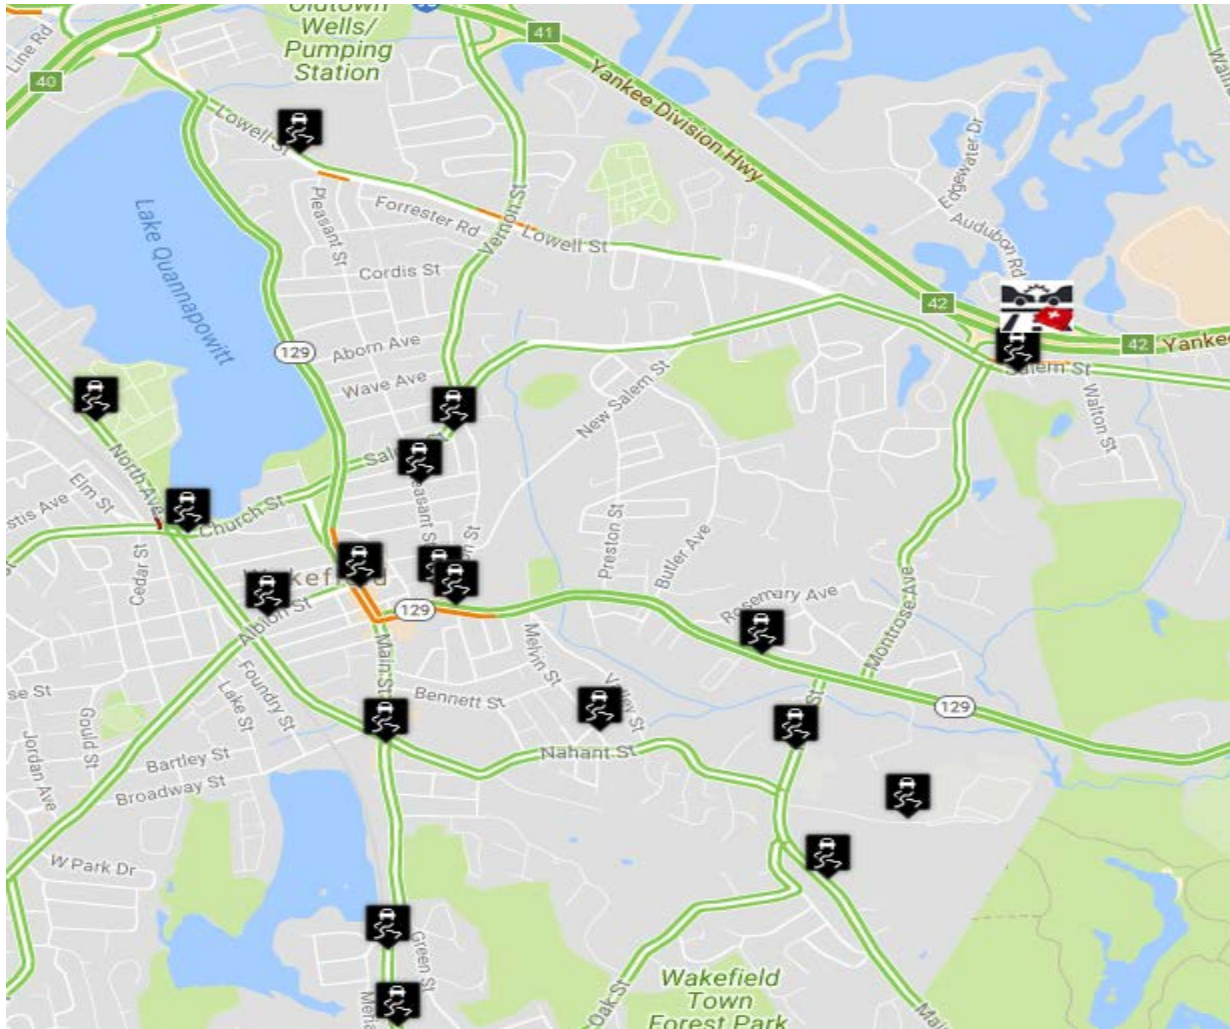 Oldtown
Wells/
Pumping
Station
41
40
Line Rd
Yankee Division Hwy
Lowell St
Edgewater Dr
Audubon Rd
Pleasant St
Forrester Rd
Vernon St
Lowell St
Lake Quannapowitt
Cordis St
42
129
Aborn Ave
42
Yankee
Wave Ave
Salem St
New Salem St
Walton St
North Ave
Elm St
Church St
Preston St
Butler Ave
Cedar St
Wakefield
Rosemary Ave
Montrose Ave
Albion St
129
Main St
Melvin St
Valley St
Bennett St
129
Foundry St
Lake St
Gould St
Jordan Ave
Nahant St
Bartley St
Broadway St
W Park Dr
Green St
Oak St
Wakefield
Town
Forest Park